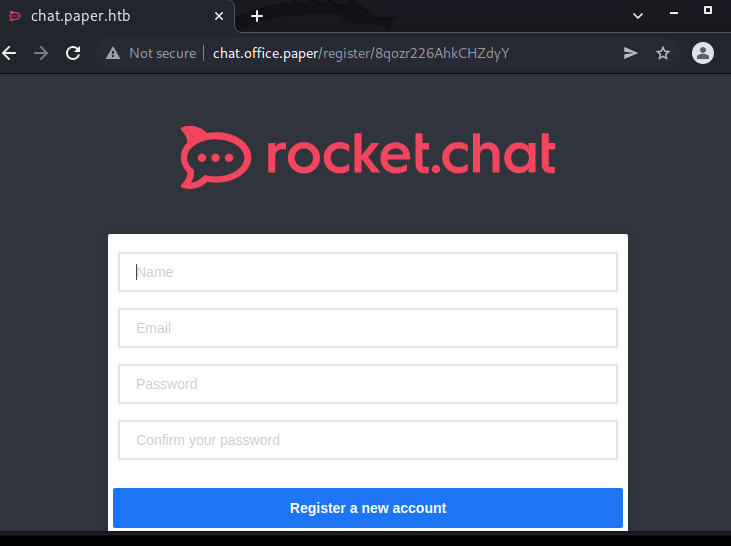 chat.paper.htb
Not secure | chat.office.paper/register/8qozr226AhkCHZdyY
rocket.chat
Name
Email
Password
Confirm your password
Register a new account